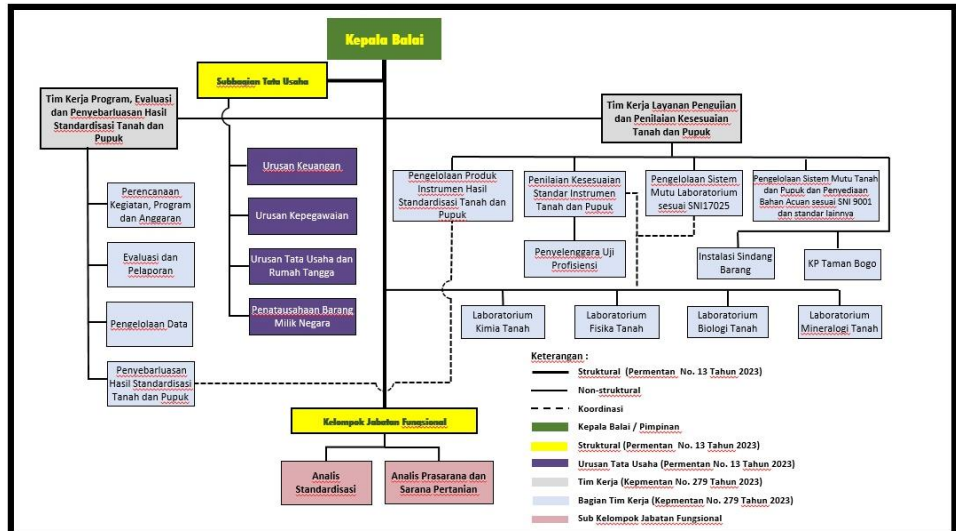 Kepala Balai
Subbagian Tata Usaha
Tim Kerja Program, Evaluasi
dan Penyebarluasan Hasil
Standardisasi Tanah dan
Pupuk
Tim Kerja Layanan Pengujian
dan Penilaian Kesesuaian
Tanah dan Pupuk
Perencanaan
Kegiatan, Program
dan Anggaran
Evaluasi dan
Pelaporan
Pengelolaan Data
Penyebarluasan
Hasil Standardisasi
Tanah dan Pupuk
Urusan Keuangan
Urusan Kepegawaian
Urusan Tata Usaha dan
Rumah Tangga
Penatausahaan Barang
Milik Negara
Pengelolaan Produk
Instrumen Hasil
Standardisasi Tanah dan
Pupuk
Penilaian Kesesuaian
Standar Instrumen
Tanah dan Pupuk
Pengelolaan Sistem
Mutu Laboratorium
sesuai SNI17025
Pengelolaan Sistem Mutu Tanah
dan Pupuk dan Penyediaan
Bahan Acuan sesuai SNI 9001
dan standar lainnya
Penyelenggara Uji
Profisiensi
Instalasi Sindang
Barang
KP Taman Bogo
Laboratorium
Kimia Tanah
Laboratorium
Fisika Tanah
Laboratorium
Biologi Tanah
Laboratorium
Mineralogi Tanah
Kelompok Jabatan Fungsional
Analis
Standardisasi
Analis Prasarana dan
Sarana Pertanian
Keterangan :
Struktural (Permentan No. 13 Tahun 2023)
Non-struktural
Koordinasi
Kepala Balai / Pimpinan
Struktural (Permentan No. 13 Tahun 2023)
Urusan Tata Usaha (Permentan No. 13 Tahun 2023)
Tim Kerja (Kepmentan No. 279 Tahun 2023)
Bagian Tim Kerja (Kepmentan No. 279 Tahun 2023)
Sub Kelompok Jabatan Fungsional